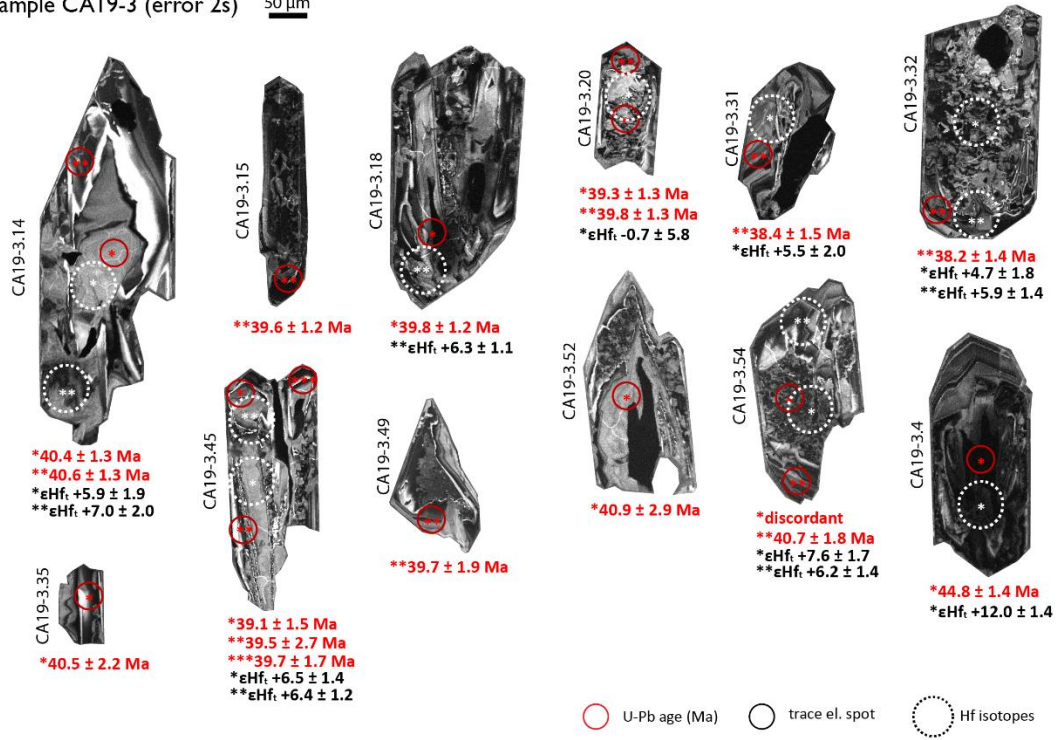 ample CA19-3 (error 2s)
50 µm
CA19-3.14
*40.4 ± 1.3 Ma
**40.6 ± 1.3 Ma
*εHfₜ +5.9 ± 1.9
**εHfₜ +7.0 ± 2.0
CA19-3.15
**39.6 ± 1.2 Ma
CA19-3.18
*39.8 ± 1.2 Ma
**εHfₜ +6.3 ± 1.1
CA19-3.20
*39.3 ± 1.3 Ma
**39.8 ± 1.3 Ma
*εHfₜ -0.7 ± 5.8
CA19-3.31
**38.4 ± 1.5 Ma
*εHfₜ +5.5 ± 2.0
CA19-3.32
**38.2 ± 1.4 Ma
*εHfₜ +4.7 ± 1.8
**εHfₜ +5.9 ± 1.4
CA19-3.35
*40.5 ± 2.2 Ma
CA19-3.45
*39.1 ± 1.5 Ma
**39.5 ± 2.7 Ma
***39.7 ± 1.7 Ma
*εHfₜ +6.5 ± 1.4
**εHfₜ +6.4 ± 1.2
CA19-3.49
**39.7 ± 1.9 Ma
CA19-3.52
*40.9 ± 2.9 Ma
CA19-3.54
*discordant
**40.7 ± 1.8 Ma
*εHfₜ +7.6 ± 1.7
**εHfₜ +6.2 ± 1.4
CA19-3.4
*44.8 ± 1.4 Ma
*εHfₜ +12.0 ± 1.4
U-Pb age (Ma)
trace el. spot
Hf isotopes